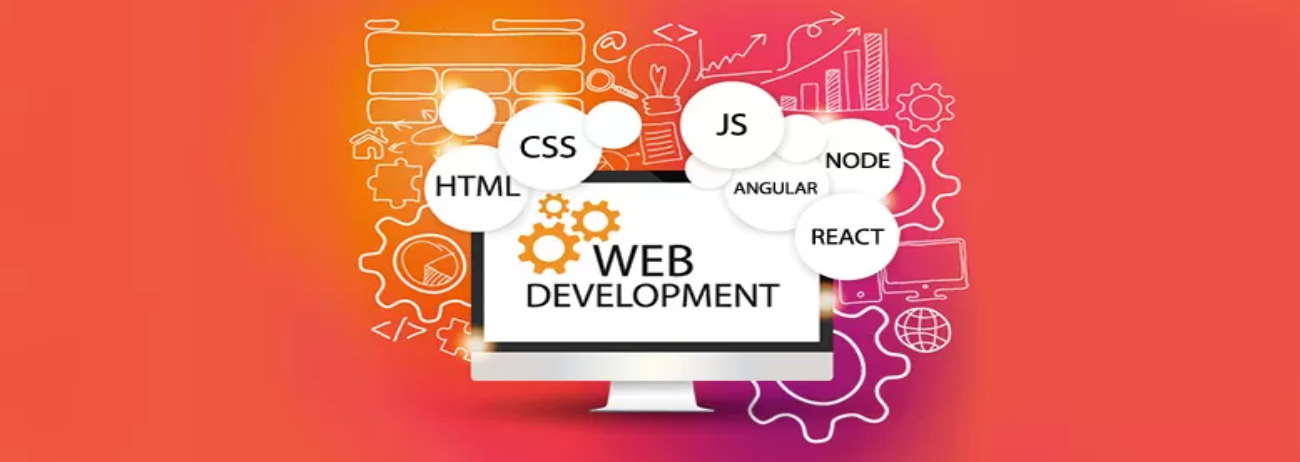 JS
CSS
NODE
HTML
ANGULAR
REACT
WEB
DEVELOPMENT
</>
<>
@